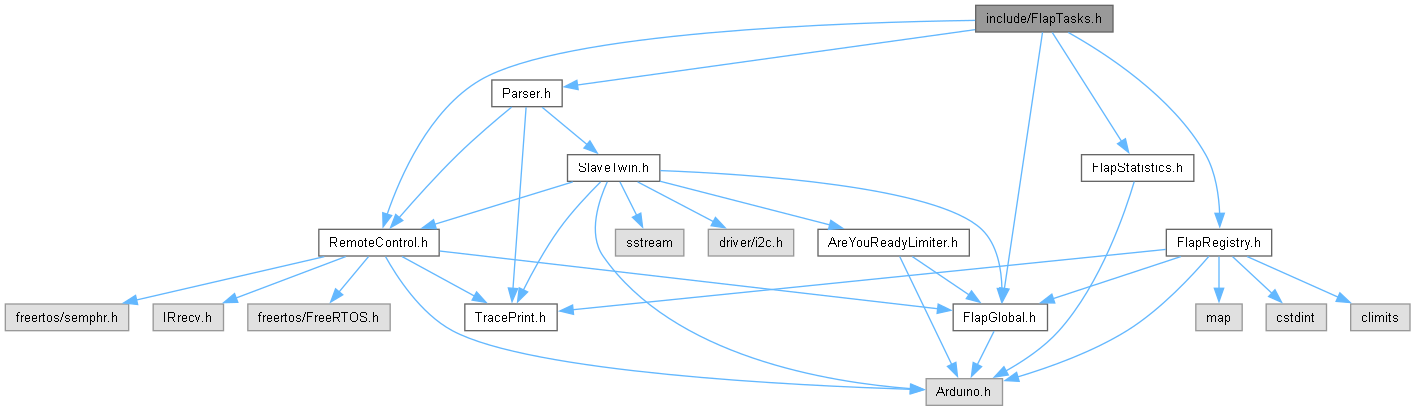 include/FlapTasks.h
Parser.h
SlaveTwin.h
FlapStatistics.h
RemoteControl.h
sstream
driver/i2c.h
AreYouReadyLimiter.h
FlapRegistry.h
freertos/semphr.h
IRrecv.h
freertos/FreeRTOS.h
TracePrint.h
FlapGlobal.h
map
cstdint
climits
Arduino.h